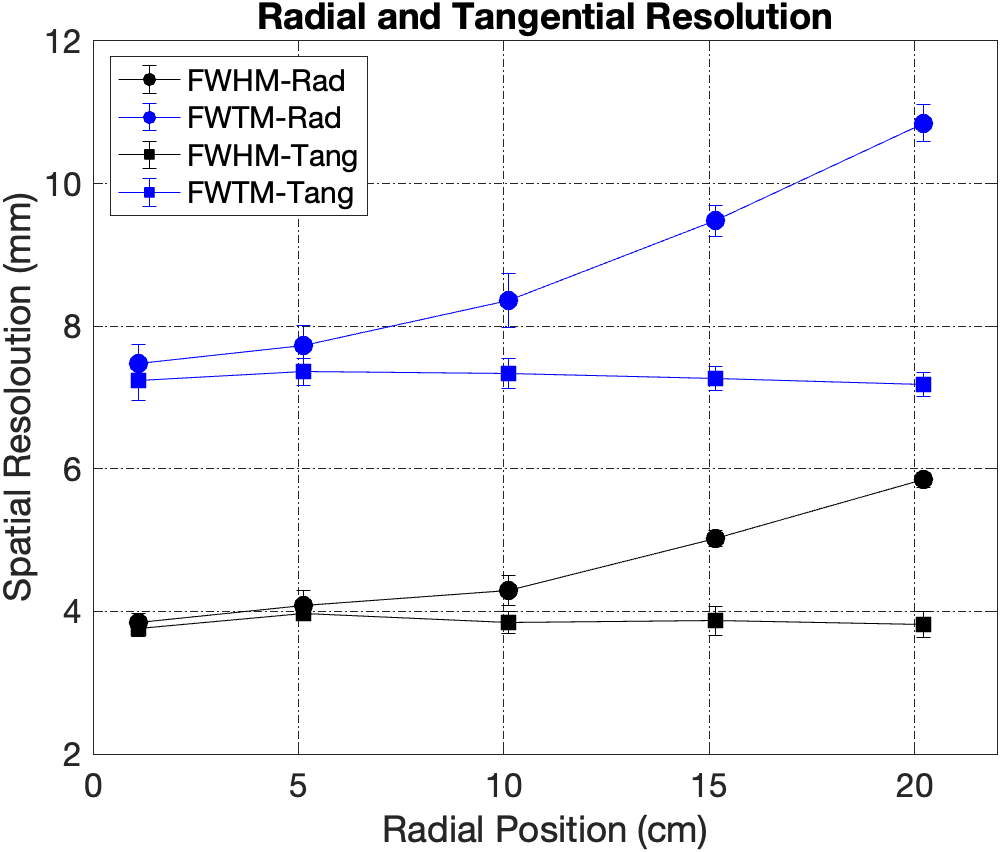 Radial and Tangential Resolution
12
10
8
6
4
2
Spatial Resoloution (mm)
FWHM-Rad
FWTM-Rad
FWHM-Tang
FWTM-Tang
0 5 10 15 20
Radial Position (cm)